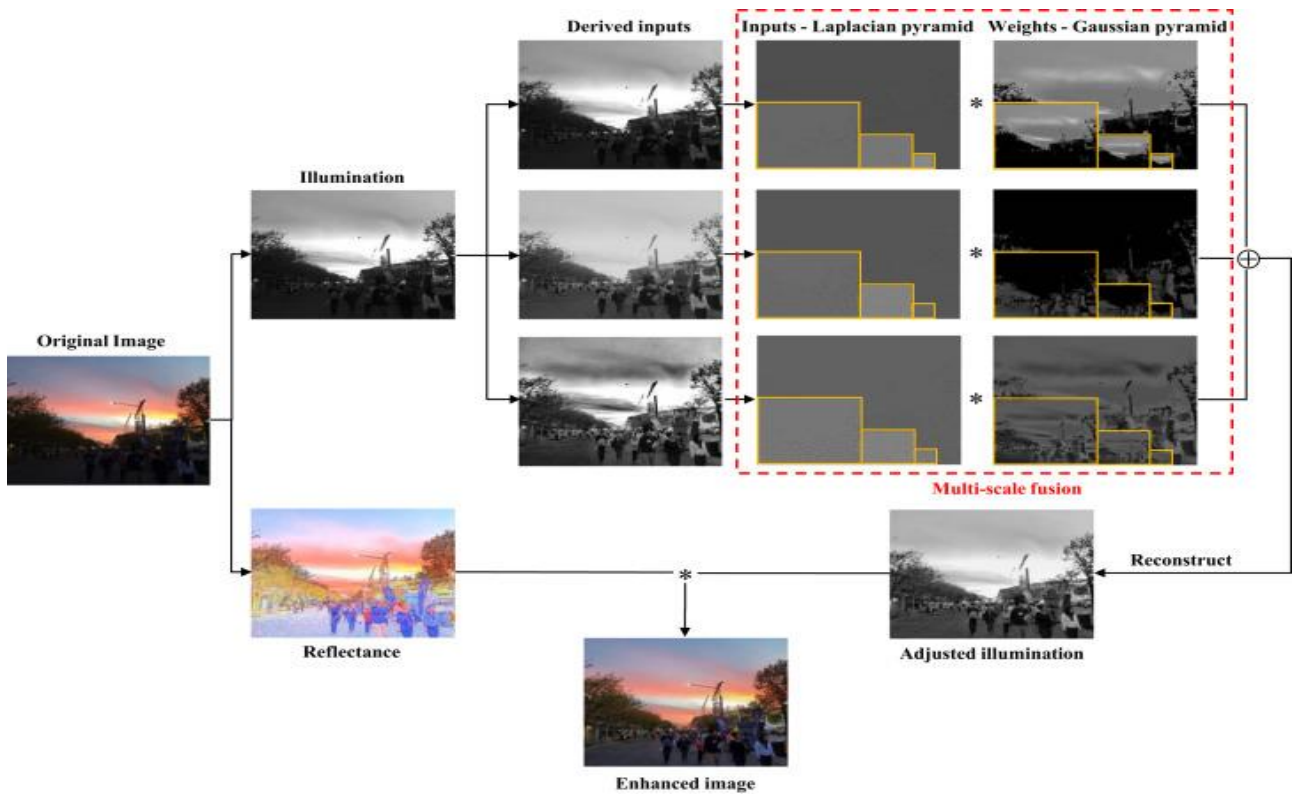 Derived inputs
Inputs - Laplacian pyramid
Weights - Gaussian pyramid
Illumination
Original Image
Multi-scale fusion
Reconstruct
Reflectance
Adjusted illumination
Enhanced image